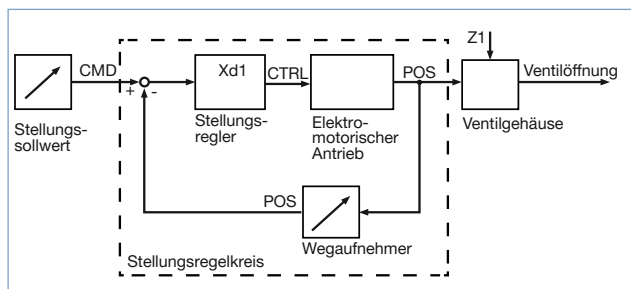 Z1
CMD
+
-
Xd1
CTRL
POS
Ventilöffnung
Stellungs-
sollwert
Stellungs-
regler
Elektro-
motorischer
Antrieb
Ventilgehäuse
POS
Wegaufnehmer
Stellungsregelkreis